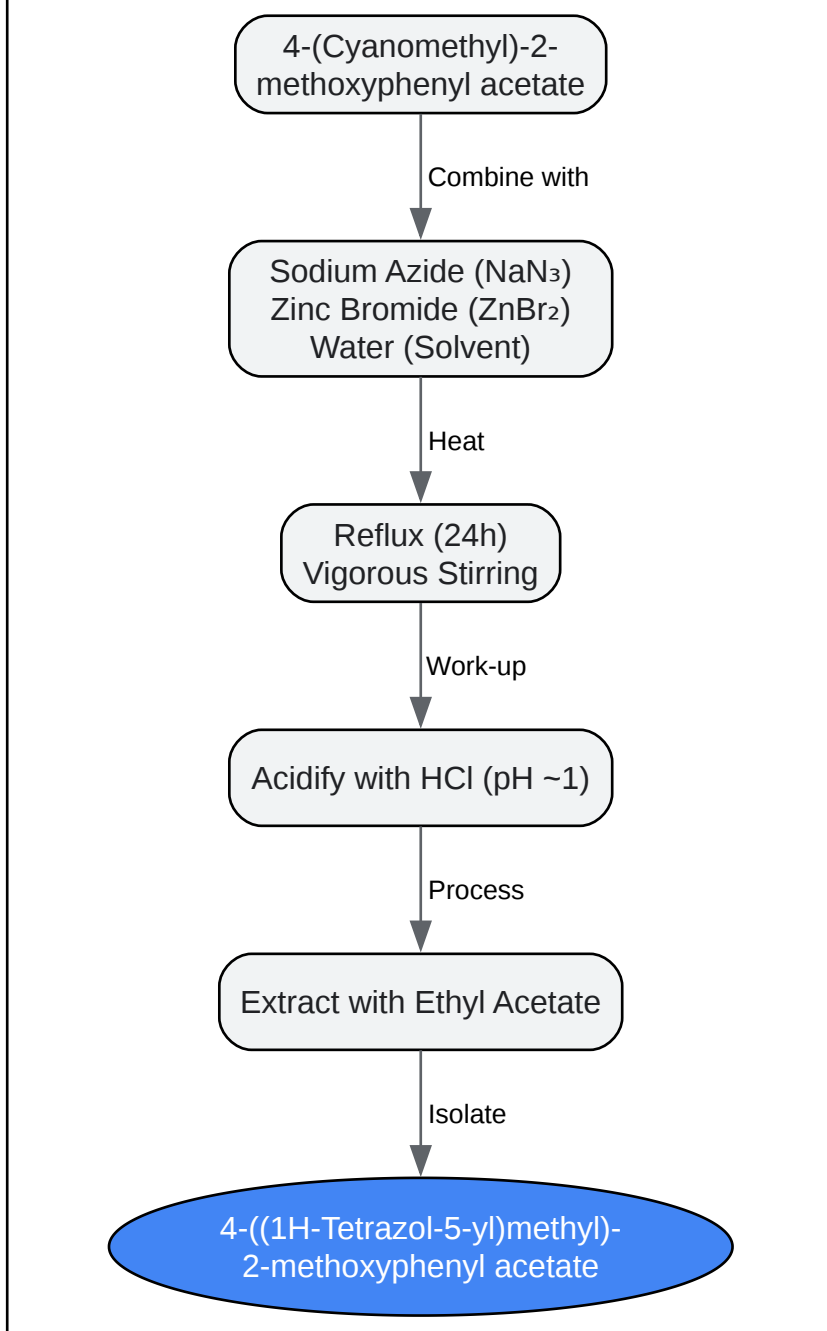 4-(Cyanomethyl)-2-
methoxyphenyl acetate
Combine with
Sodium Azide (NaN₃)
Zinc Bromide (ZnBr₂)
Water (Solvent)
Heat
Reflux (24h)
Vigorous Stirring
Work-up
Acidify with HCl (pH ~1)
Process
Extract with Ethyl Acetate
Isolate
4-((1H-Tetrazol-5-yl)methyl)-
2-methoxyphenyl acetate